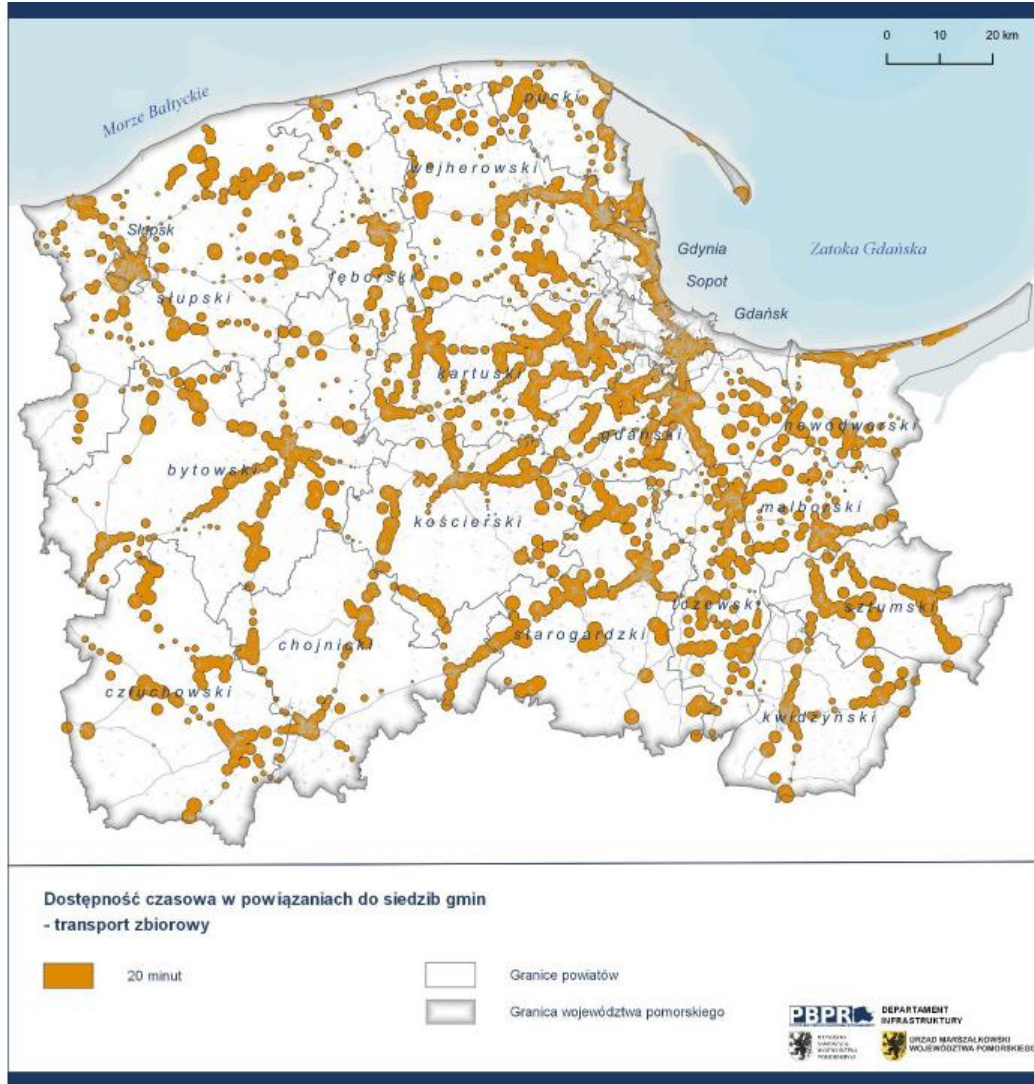 0 10 20 km
Morze Bałtyckie
pucki
wejherowski
Słupsk
Gdynia
Zatoka Gdańska
lęborski
Sopot
słupski
Gdańsk
kartuski
gdański
nowodworski
bytowski
malborski
kościerski
tczewski
sztumski
starogardzki
chojnicki
człuchowski
kwidzyński
Dostępność czasowa w powiązaniach do siedzib gmin
- transport zbiorowy
20 minut
Granice powiatów
Granica województwa pomorskiego
PBPR
DEPARTAMENT
INFRASTRUKTURY
URZĄD MARSZAŁKOWSKI
WOJEWÓDZTWA POMORSKIEGO